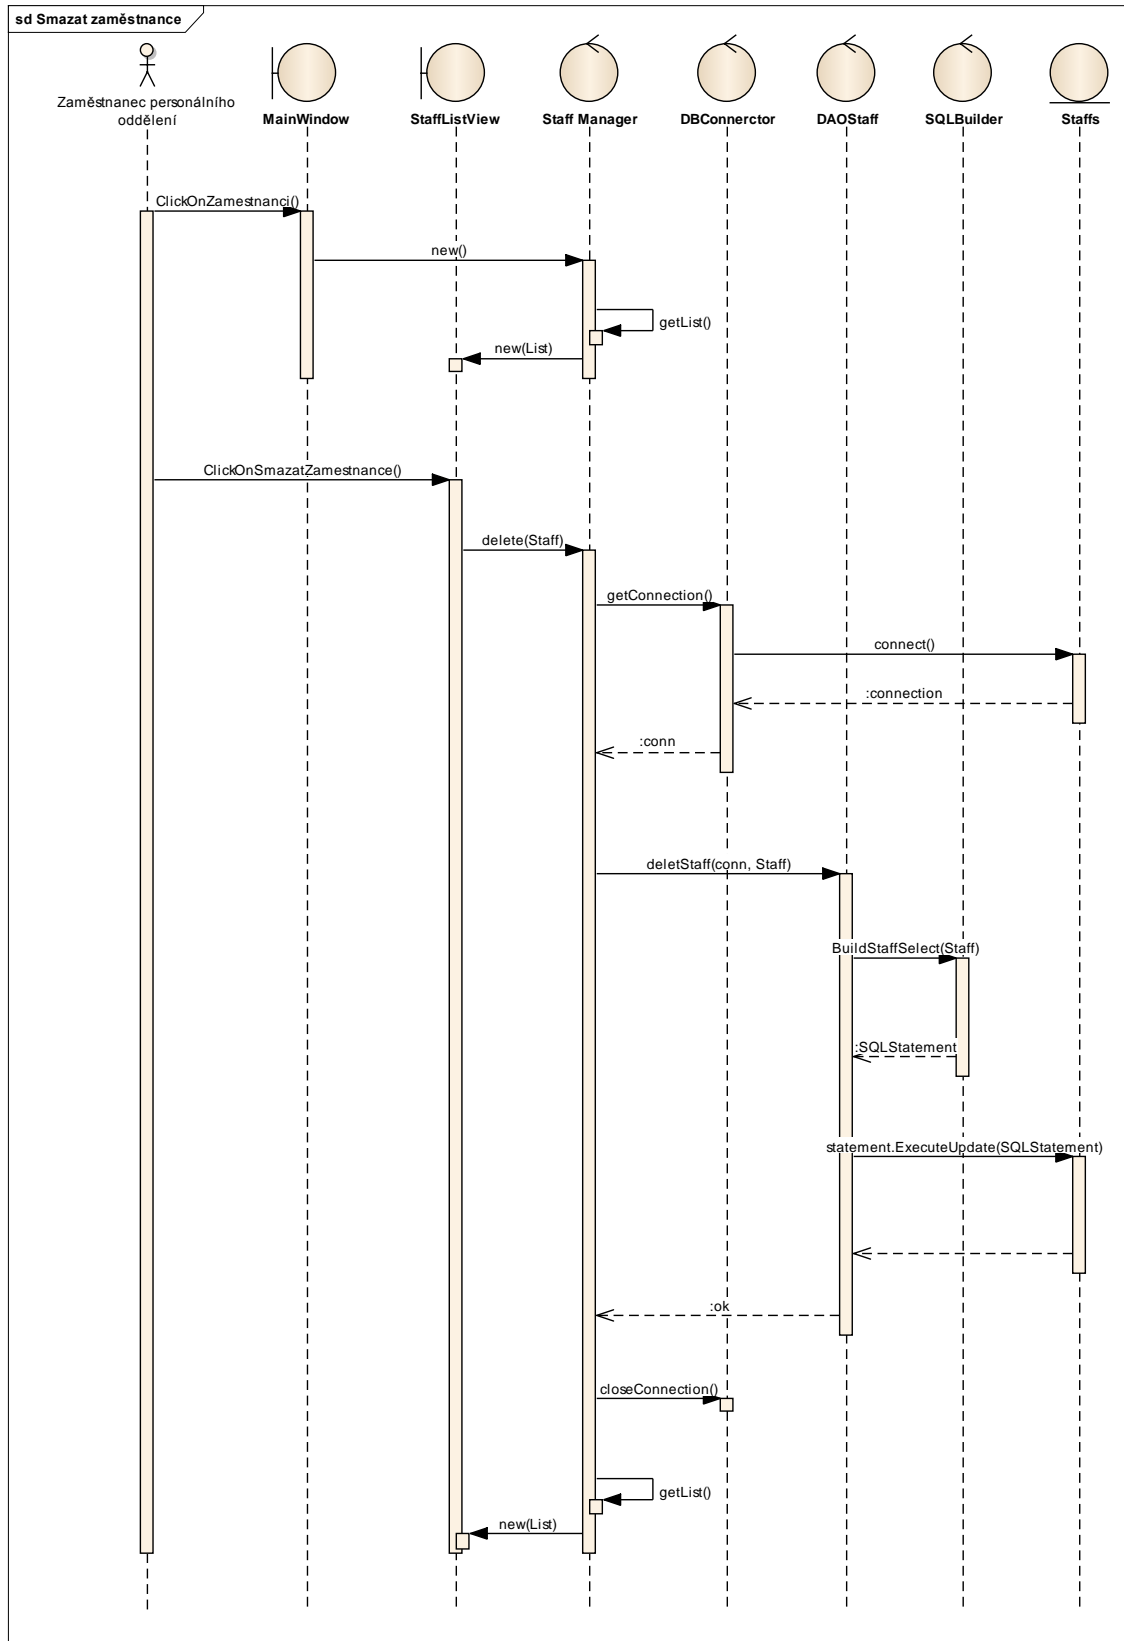 sd Smazat zaměstnance
Zaměstnanec personálního
oddělení
MainWindow
StaffListView
Staff Manager
DBConnerctor
DAOStaff
SQLBuilder
Staffs
ClickOnZamestnanci()
new()
getList()
new(List)
ClickOnSmazatZamestnance()
delete(Staff)
getConnection()
connect()
:connection
:conn
deletStaff(conn, Staff)
BuildStaffSelect(Staff)
:SQLStatement
statement.ExecuteUpdate(SQLStatement)
:ok
closeConnection()
getList()
new(List)